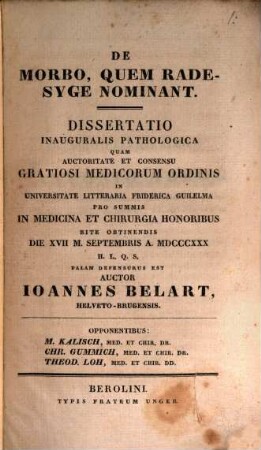 DE
MORBO, QUEM RADE-
SYGE NOMINANT.
DISSERTATIO
INAUGURALIS PATHOLOGICA
QUAM
AUCTORITATE ET CONSENSU
GRATIOSI MEDICORUM ORDINIS
IN
UNIVERSITATE LITTERARIA FRIDERICA GUILELMA
PRO SUMMIS
IN MEDICINA ET CHIRURGIA HONORIBUS
RITE OBTINENDIS
DIE XVII M. SEPTEMBRIS A. MDCCCXXX
H. L. Q. S.
PALAM DEFENSURUS EST
AUCTOR
IOANNES BELART,
HELVETO-BRUGENSIS.
OPPONENTIBUS:
M. KALISCH, MED. ET CHIR. DR.
CHR. GUMMICH, MED. ET CHIR. DR.
THEOD. LOH, MED. ET CHIR. DD.
BEROLINI.
TYPIS FRATRUM UNGER.